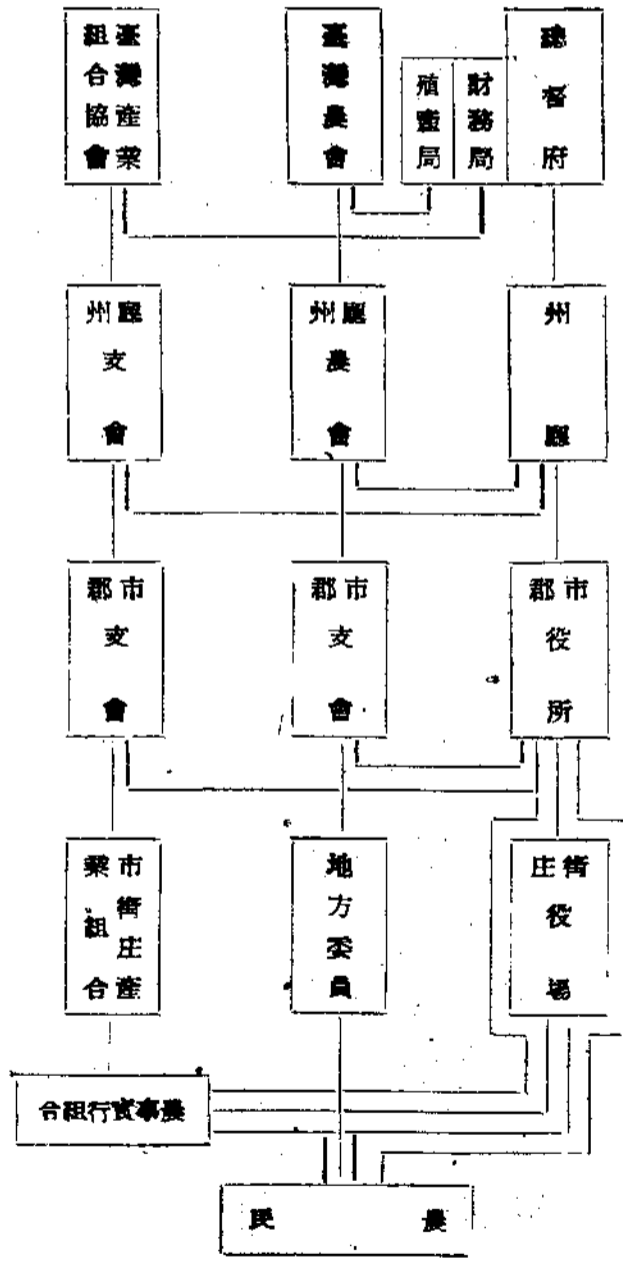 總督府
財務局
殖產局
臺灣農會
臺灣產業
組合協會
州廳
州廳
農會
州廳
支會
市郡
役所
市郡
支會
市郡
支會
街庄
役場
地方委員
市街庄產
業組合
農事實行組合
農民